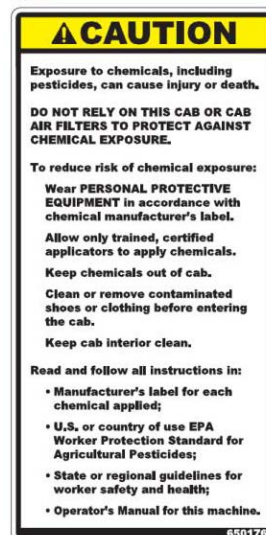 ⚠CAUTION
Exposure to chemicals, including
pesticides, can cause injury or death.
DO NOT RELY ON THIS CAB OR CAB
AIR FILTERS TO PROTECT AGAINST
CHEMICAL EXPOSURE.
To reduce risk of chemical exposure:
Wear PERSONAL PROTECTIVE
EQUIPMENT in accordance with
chemical manufacturer's label.
Allow only trained, certified
applicators to apply chemicals.
Keep chemicals out of cab.
Clean or remove contaminated
shoes or clothing before entering
the cab.
Keep cab interior clean.
Read and follow all instructions in:
• Manufacturer's label for each
chemical applied;
• U.S. or country of use EPA
Worker Protection Standard for
Agricultural Pesticides;
• State or regional guidelines for
worker safety and health;
• Operator's Manual for this machine.
650176